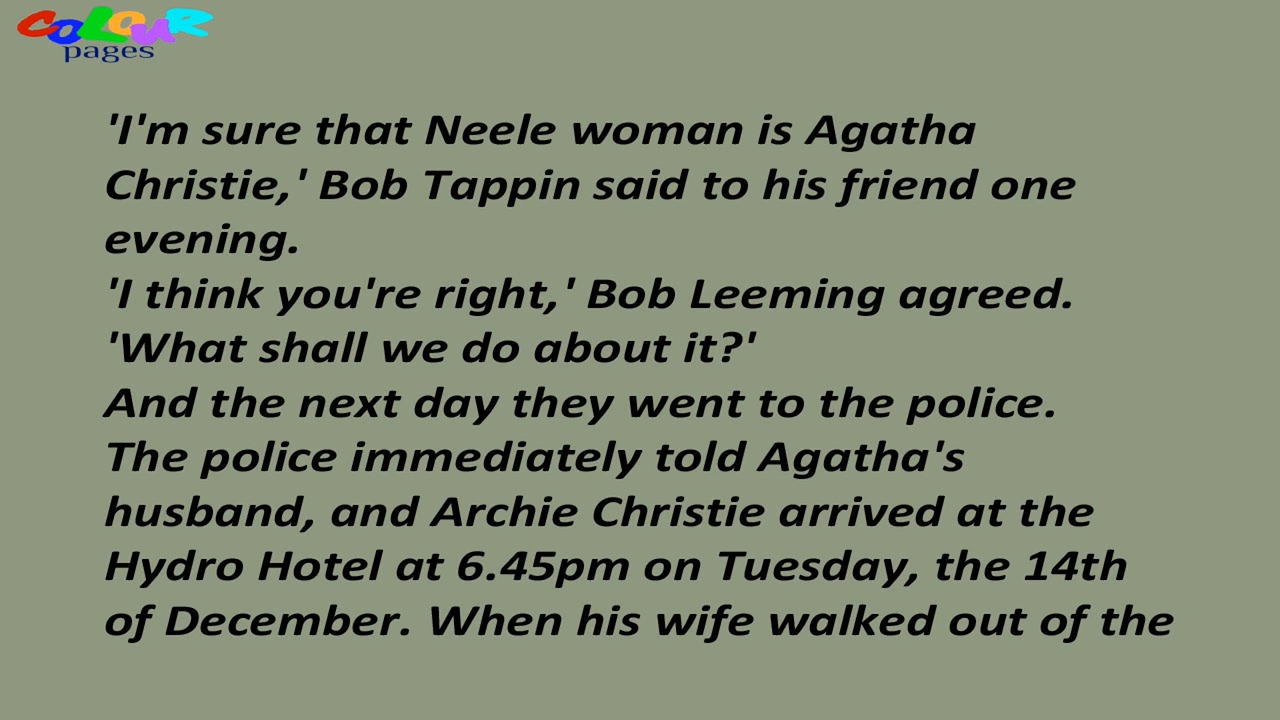 COLOUR
pages
'I'm sure that Neele woman is Agatha
Christie,' Bob Tappin said to his friend one
evening.
'I think you're right,' Bob Leeming agreed.
'What shall we do about it?'
And the next day they went to the police.
The police immediately told Agatha's
husband, and Archie Christie arrived at the
Hydro Hotel at 6.45pm on Tuesday, the 14th
of December. When his wife walked out of the